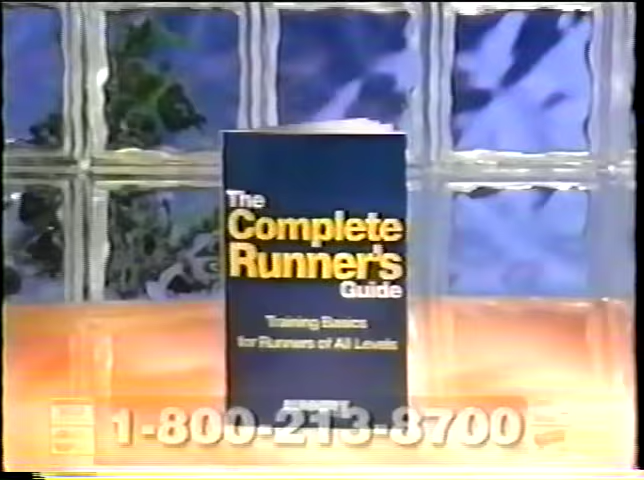 The
Complete
Runner's
Guide
Training Basics
for Runners of All Levels
1-800-213-8700